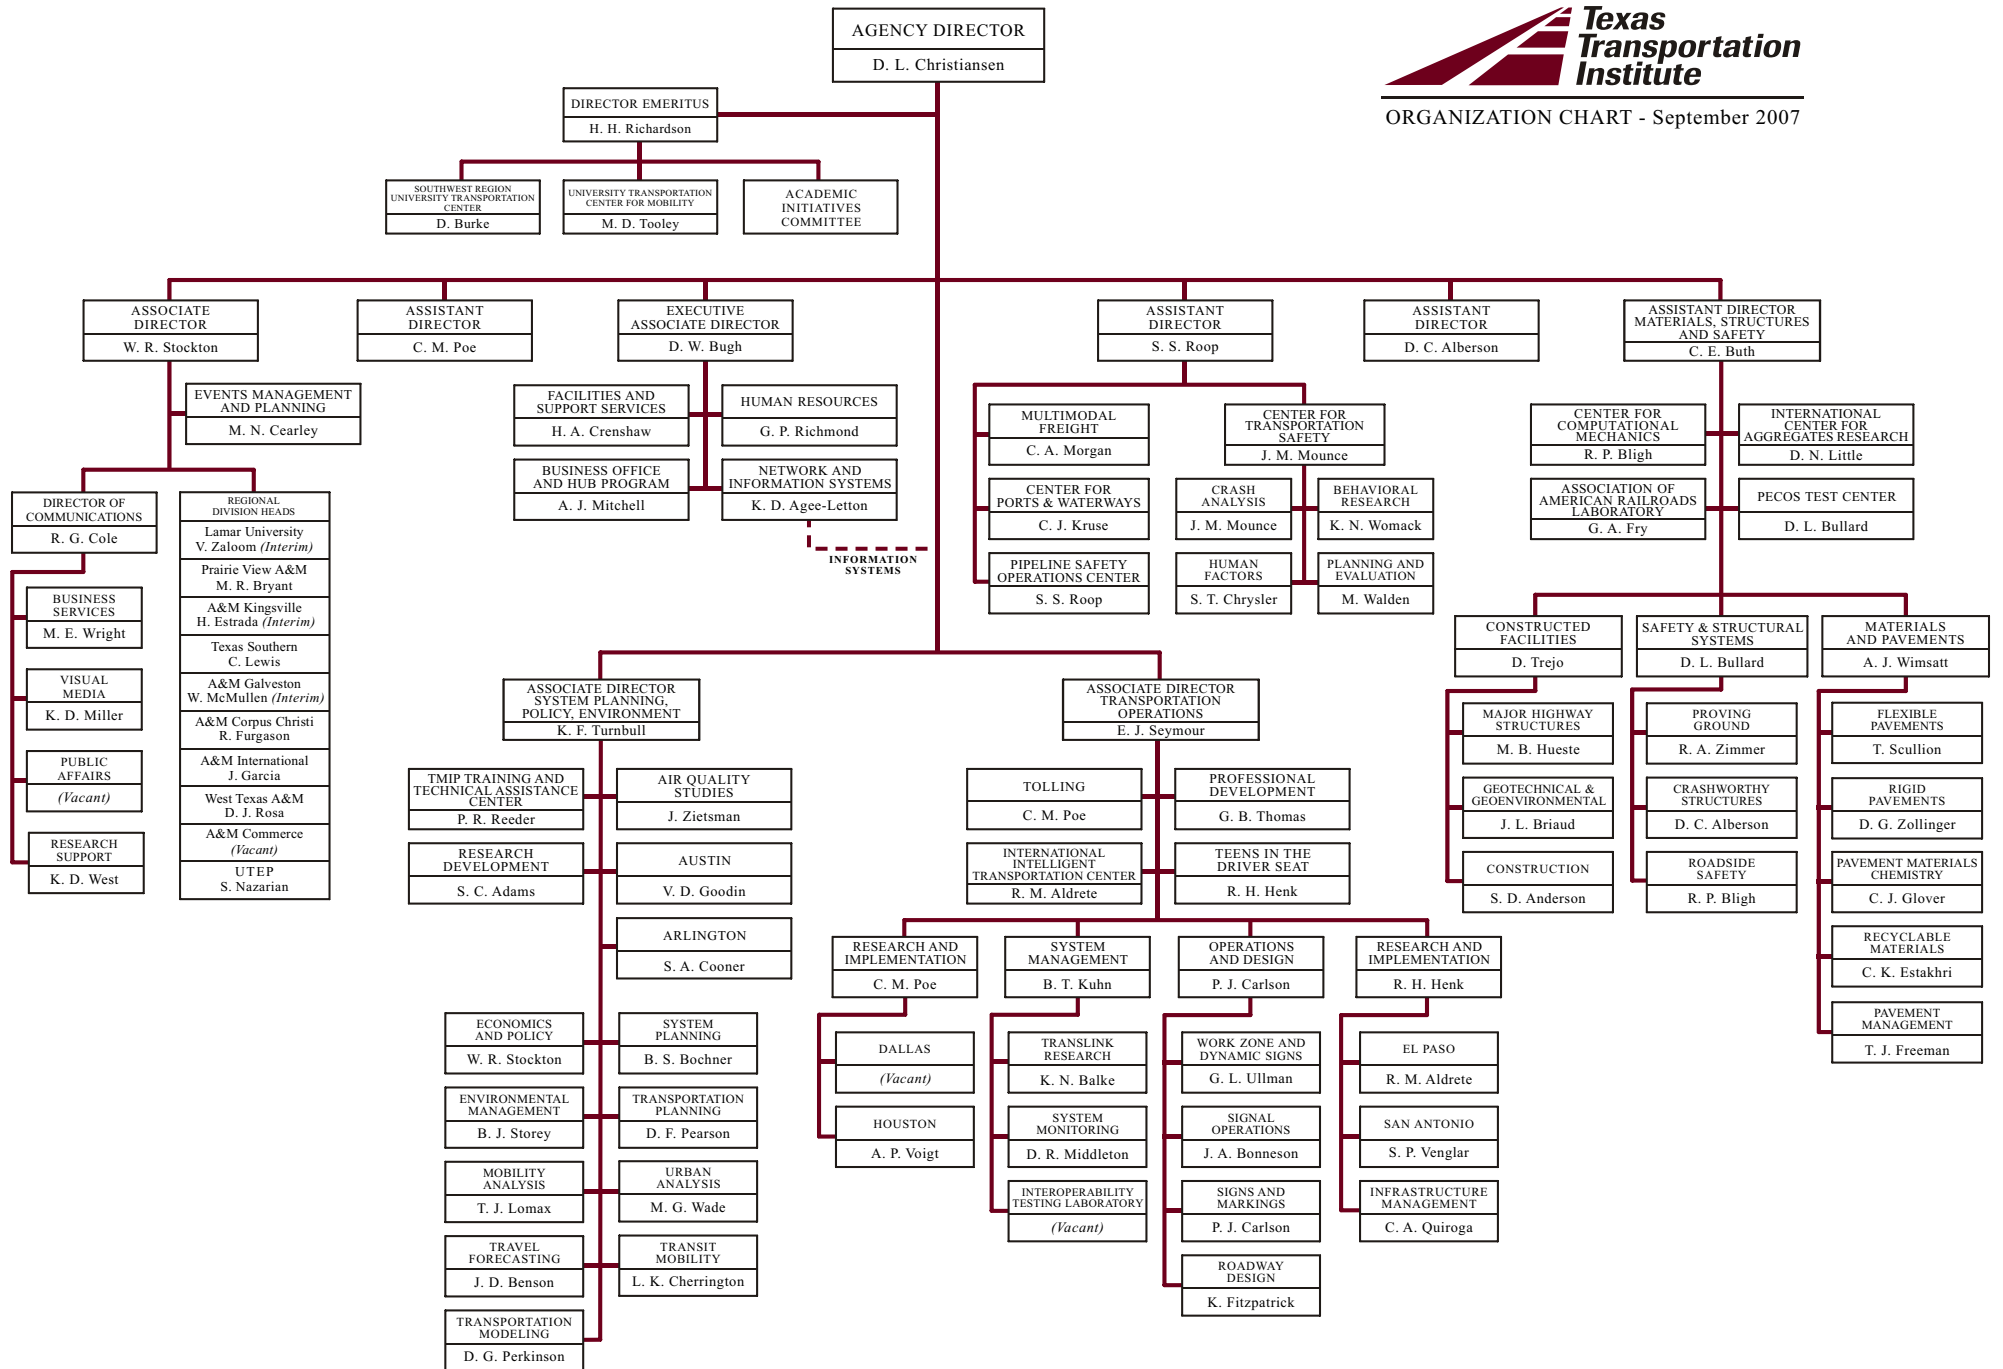 AGENCY DIRECTOR
D. L. Christiansen
Texas
Transportation
Institute
ORGANIZATION CHART - September 2007
DIRECTOR EMERITUS
H. H. Richardson
SOUTHWEST REGION
UNIVERSITY TRANSPORTATION
CENTER
D. Burke
UNIVERSITY TRANSPORTATION
CENTER FOR MOBILITY
M. D. Tooley
ACADEMIC
INITIATIVES
COMMITTEE
ASSOCIATE
DIRECTOR
W. R. Stockton
ASSISTANT
DIRECTOR
C. M. Poe
EXECUTIVE
ASSOCIATE DIRECTOR
D. W. Bugh
ASSISTANT
DIRECTOR
S. S. Roop
ASSISTANT
DIRECTOR
D. C. Alberson
ASSISTANT DIRECTOR
MATERIALS, STRUCTURES
AND SAFETY
C. E. Buth
EVENTS MANAGEMENT
AND PLANNING
M. N. Cearley
DIRECTOR OF
COMMUNICATIONS
R. G. Cole
BUSINESS
SERVICES
M. E. Wright
VISUAL
MEDIA
K. D. Miller
PUBLIC
AFFAIRS
(Vacant)
RESEARCH
SUPPORT
K. D. West
REGIONAL
DIVISION HEADS
Lamar University
V. Zaloom (Interim)
Prairie View A&M
M. R. Bryant
A&M Kingsville
H. Estrada (Interim)
Texas Southern
C. Lewis
A&M Galveston
W. McMullen (Interim)
A&M Corpus Christi
R. Furgason
A&M International
J. Garcia
West Texas A&M
D. J. Rosa
A&M Commerce
(Vacant)
UTEP
S. Nazarian
FACILITIES AND
SUPPORT SERVICES
H. A. Crenshaw
HUMAN RESOURCES
G. P. Richmond
BUSINESS OFFICE
AND HUB PROGRAM
A. J. Mitchell
NETWORK AND
INFORMATION SYSTEMS
K. D. Agee-Letton
INFORMATION
SYSTEMS
MULTIMODAL
FREIGHT
C. A. Morgan
CENTER FOR
PORTS & WATERWAYS
C. J. Kruse
PIPELINE SAFETY
OPERATIONS CENTER
S. S. Roop
CENTER FOR
TRANSPORTATION
SAFETY
J. M. Mounce
CRASH
ANALYSIS
J. M. Mounce
BEHAVIORAL
RESEARCH
K. N. Womack
HUMAN
FACTORS
S. T. Chrysler
PLANNING AND
EVALUATION
M. Walden
CENTER FOR
COMPUTATIONAL
MECHANICS
R. P. Bligh
INTERNATIONAL
CENTER FOR
AGGREGATES RESEARCH
D. N. Little
ASSOCIATION OF
AMERICAN RAILROADS
LABORATORY
G. A. Fry
PECOS TEST CENTER
D. L. Bullard
CONSTRUCTED
FACILITIES
D. Trejo
SAFETY & STRUCTURAL
SYSTEMS
D. L. Bullard
MATERIALS
AND PAVEMENTS
A. J. Wimsatt
MAJOR HIGHWAY
STRUCTURES
M. B. Hueste
GEOTECHNICAL &
GEOENVIRONMENTAL
J. L. Briaud
CONSTRUCTION
S. D. Anderson
PROVING
GROUND
R. A. Zimmer
CRASHWORTHY
STRUCTURES
D. C. Alberson
ROADSIDE
SAFETY
R. P. Bligh
FLEXIBLE
PAVEMENTS
T. Scullion
RIGID
PAVEMENTS
D. G. Zollinger
PAVEMENT MATERIALS
CHEMISTRY
C. J. Glover
RECYCLABLE
MATERIALS
C. K. Estakhri
PAVEMENT
MANAGEMENT
T. J. Freeman
ASSOCIATE DIRECTOR
SYSTEM PLANNING,
POLICY, ENVIRONMENT
K. F. Turnbull
TMIP TRAINING AND
TECHNICAL ASSISTANCE
CENTER
P. R. Reeder
AIR QUALITY
STUDIES
J. Zietsman
RESEARCH
DEVELOPMENT
S. C. Adams
AUSTIN
V. D. Goodin
ARLINGTON
S. A. Cooner
ECONOMICS
AND POLICY
W. R. Stockton
SYSTEM
PLANNING
B. S. Bochner
ENVIRONMENTAL
MANAGEMENT
B. J. Storey
TRANSPORTATION
PLANNING
D. F. Pearson
MOBILITY
ANALYSIS
T. J. Lomax
URBAN
ANALYSIS
M. G. Wade
TRAVEL
FORECASTING
J. D. Benson
TRANSIT
MOBILITY
L. K. Cherrington
TRANSPORTATION
MODELING
D. G. Perkinson
ASSOCIATE DIRECTOR
TRANSPORTATION
OPERATIONS
E. J. Seymour
TOLLING
C. M. Poe
PROFESSIONAL
DEVELOPMENT
G. B. Thomas
INTERNATIONAL
INTELLIGENT
TRANSPORTATION CENTER
R. M. Aldrete
TEENS IN THE
DRIVER SEAT
R. H. Henk
RESEARCH AND
IMPLEMENTATION
C. M. Poe
SYSTEM
MANAGEMENT
B. T. Kuhn
OPERATIONS
AND DESIGN
P. J. Carlson
RESEARCH AND
IMPLEMENTATION
R. H. Henk
DALLAS
(Vacant)
HOUSTON
A. P. Voigt
TRANSLINK
RESEARCH
K. N. Balke
SYSTEM
MONITORING
D. R. Middleton
INTEROPERABILITY
TESTING LABORATORY
(Vacant)
WORK ZONE AND
DYNAMIC SIGNS
G. L. Ullman
SIGNAL
OPERATIONS
J. A. Bonneson
SIGNS AND
MARKINGS
P. J. Carlson
ROADWAY
DESIGN
K. Fitzpatrick
EL PASO
R. M. Aldrete
SAN ANTONIO
S. P. Venglar
INFRASTRUCTURE
MANAGEMENT
C. A. Quiroga